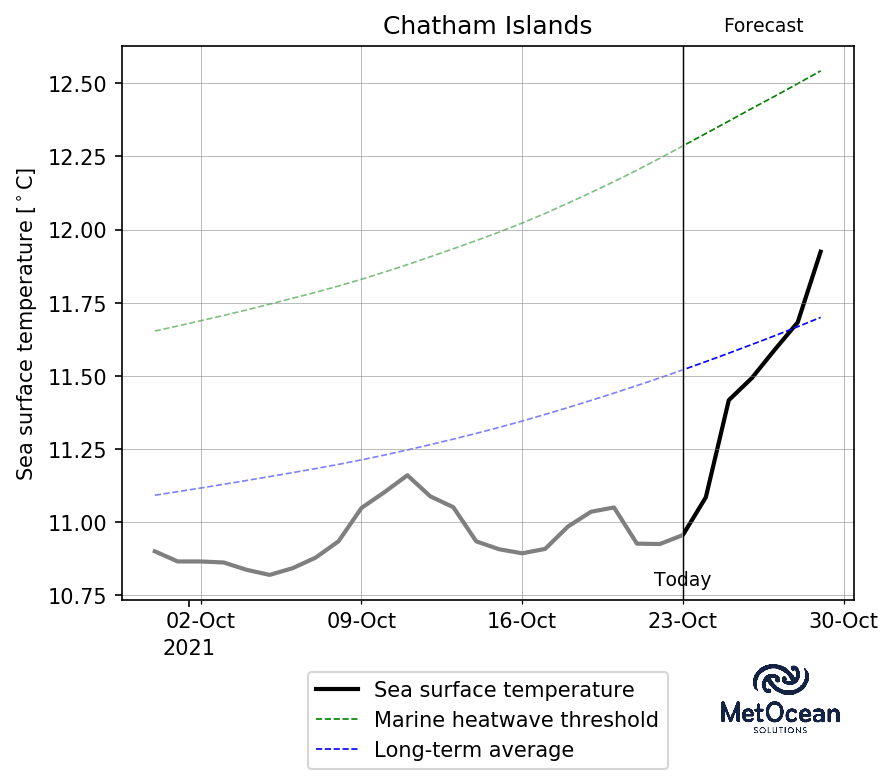 Chatham Islands
Forecast
Sea surface temperature [°C]
12.50
12.25
12.00
11.75
11.50
11.25
11.00
10.75
Today
02-Oct
09-Oct
16-Oct
23-Oct
30-Oct
2021
Sea surface temperature
Marine heatwave threshold
Long-term average
MetOcean
SOLUTIONS